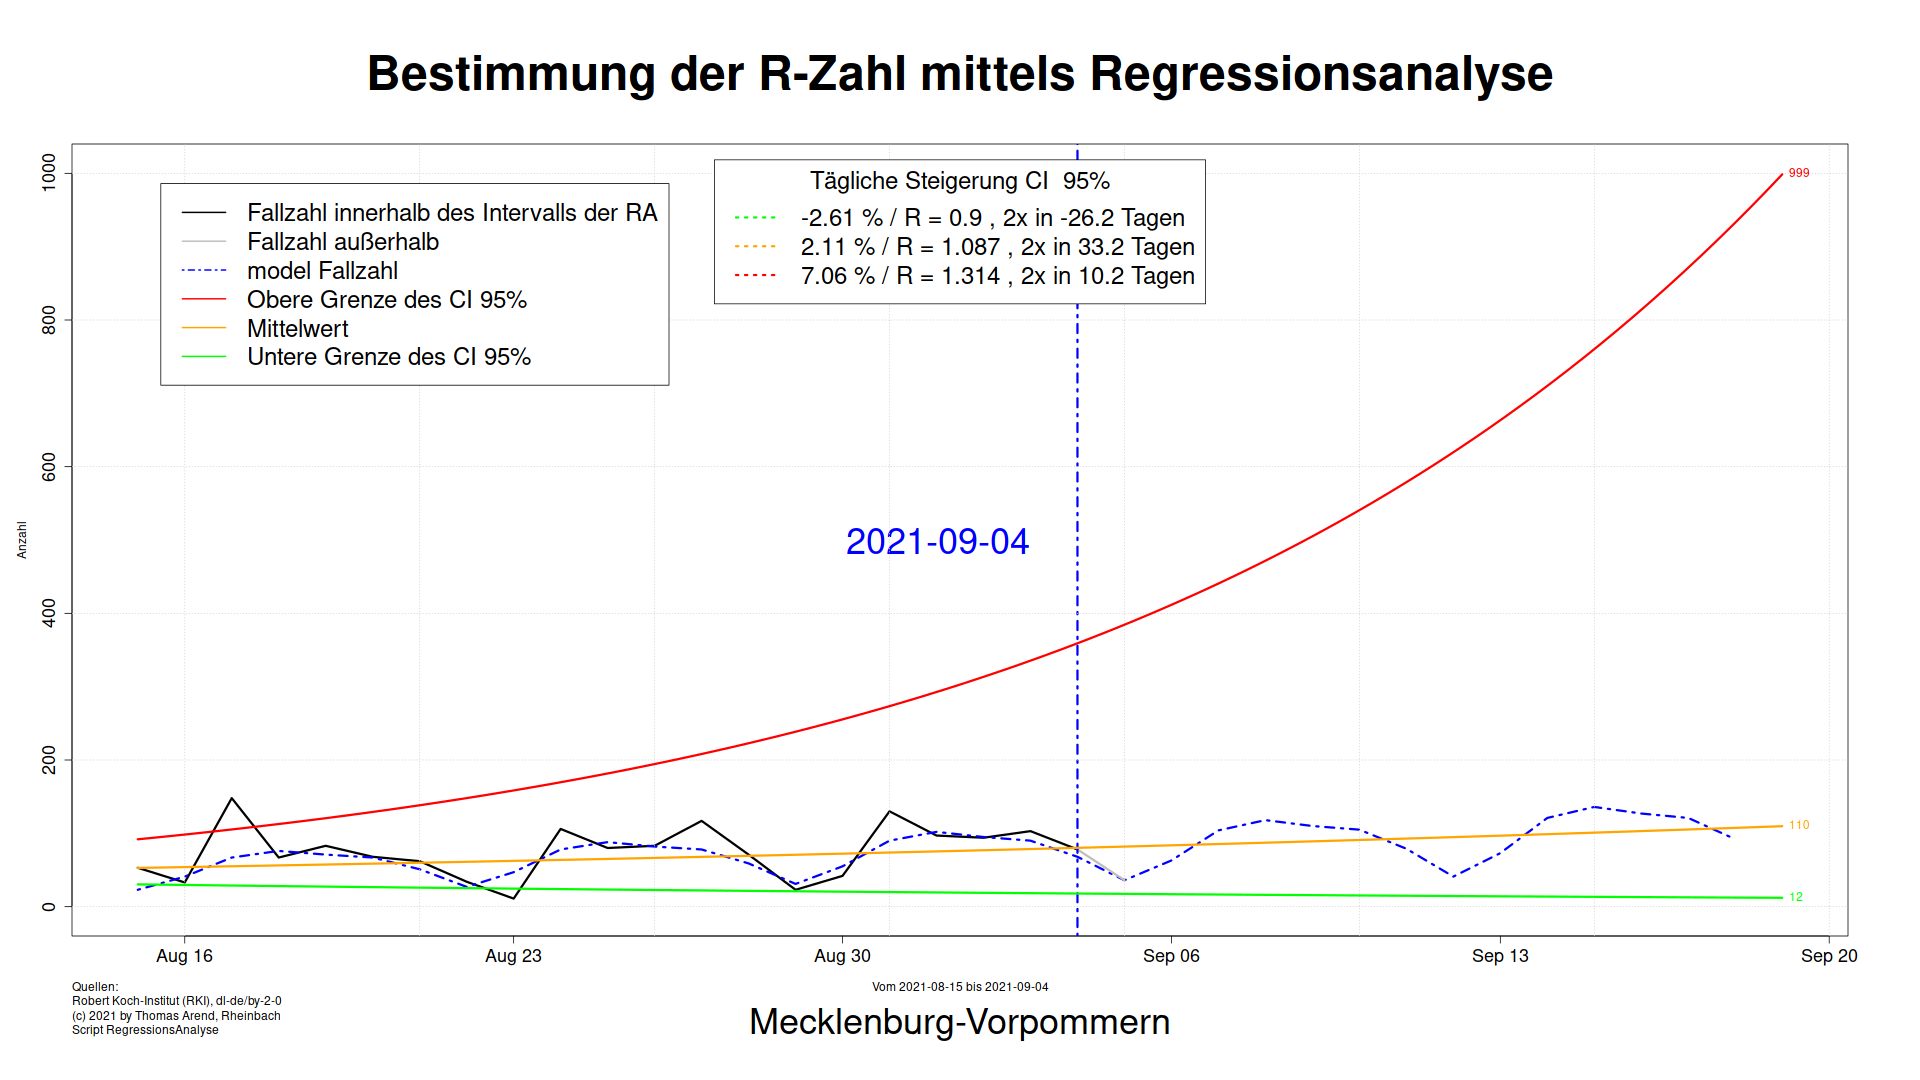 Bestimmung der R-Zahl mittels Regressionsanalyse
Anzahl
1000
800
600
400
200
0
Fallzahl innerhalb des Intervalls der RA
Fallzahl außerhalb
model Fallzahl
Obere Grenze des CI 95%
Mittelwert
Untere Grenze des CI 95%
Tägliche Steigerung CI  95%
-2.61 % / R = 0.9 , 2x in -26.2 Tagen
2.11 % / R = 1.087 , 2x in 33.2 Tagen
7.06 % / R = 1.314 , 2x in 10.2 Tagen
999
2021-09-04
110
12
Aug 16
Aug 23
Aug 30
Sep 06
Sep 13
Sep 20
Quellen:
Robert Koch-Institut (RKI), dl-de/by-2-0
(c) 2021 by Thomas Arend, Rheinbach
Script RegressionsAnalyse
Vom 2021-08-15 bis 2021-09-04
Mecklenburg-Vorpommern